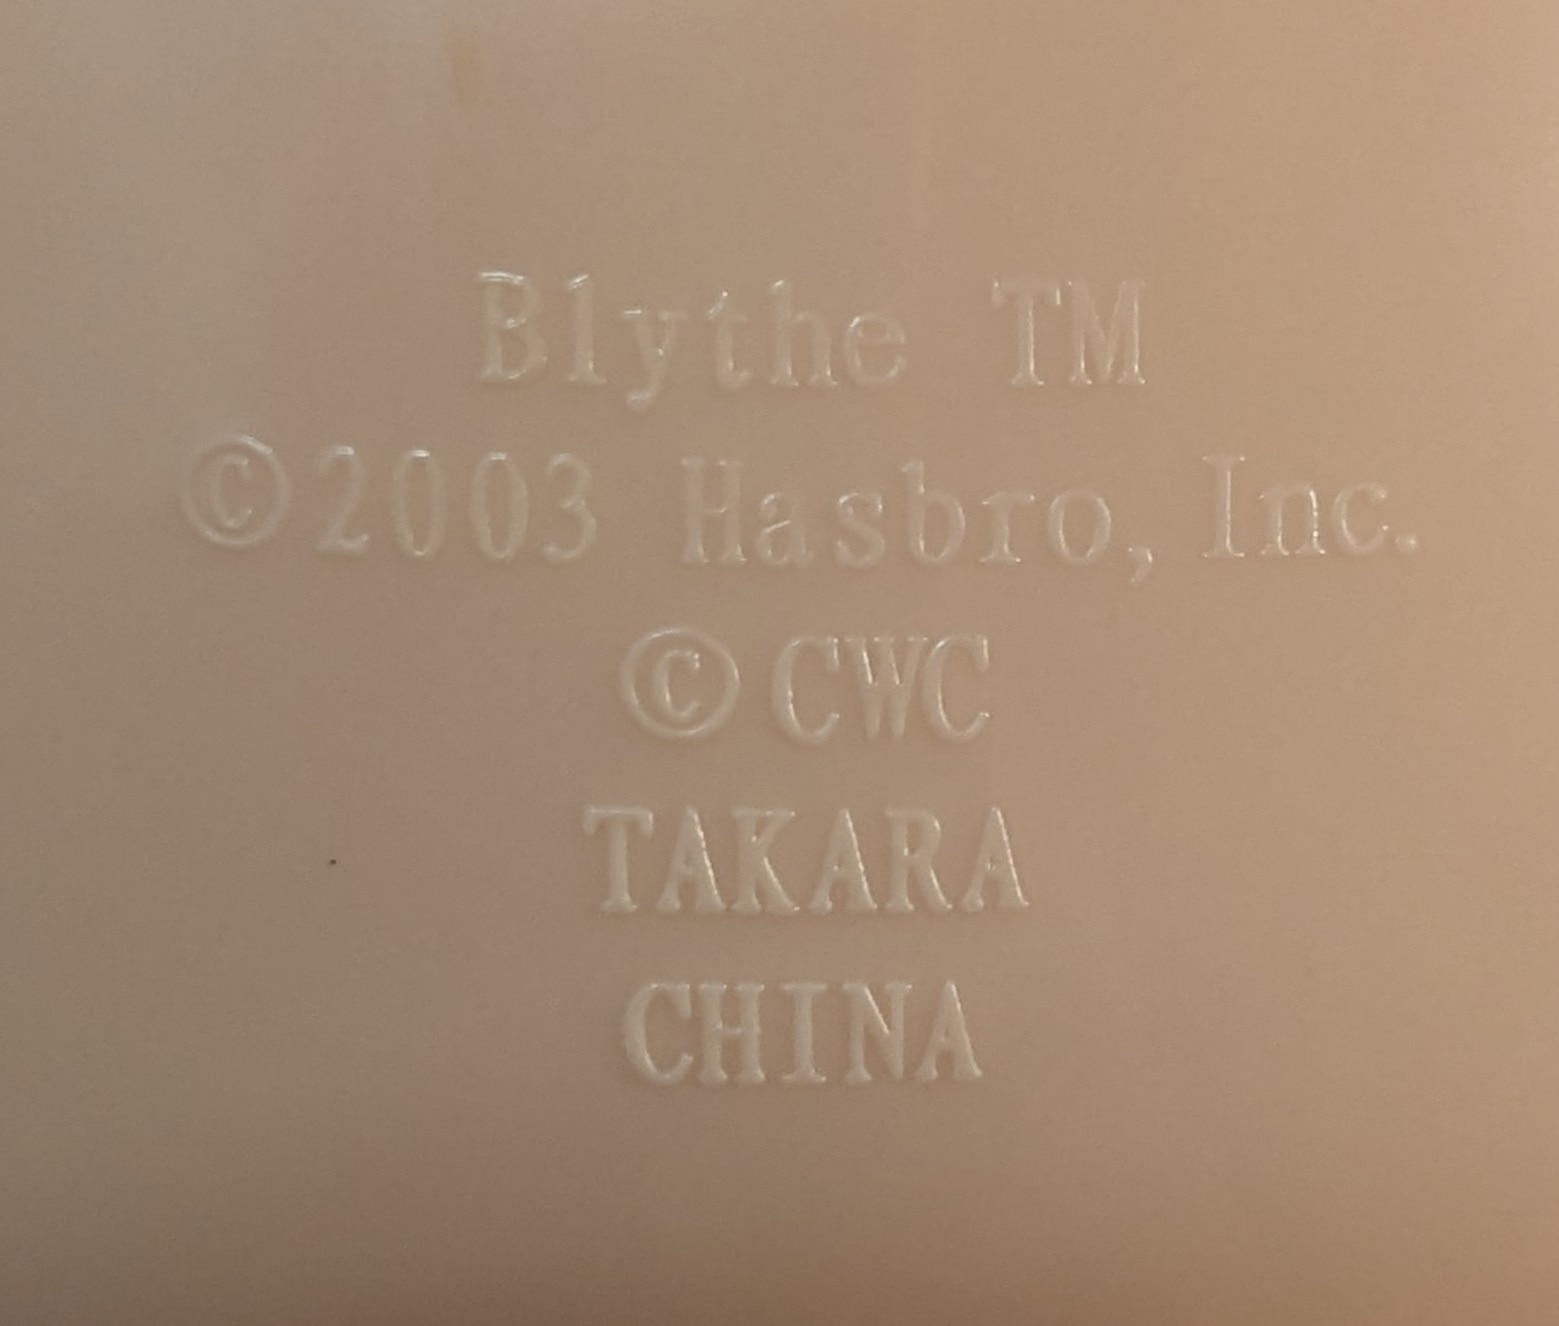 Blythe TM
©2003 Hasbro, Inc.
©CWC
TAKARA
CHINA